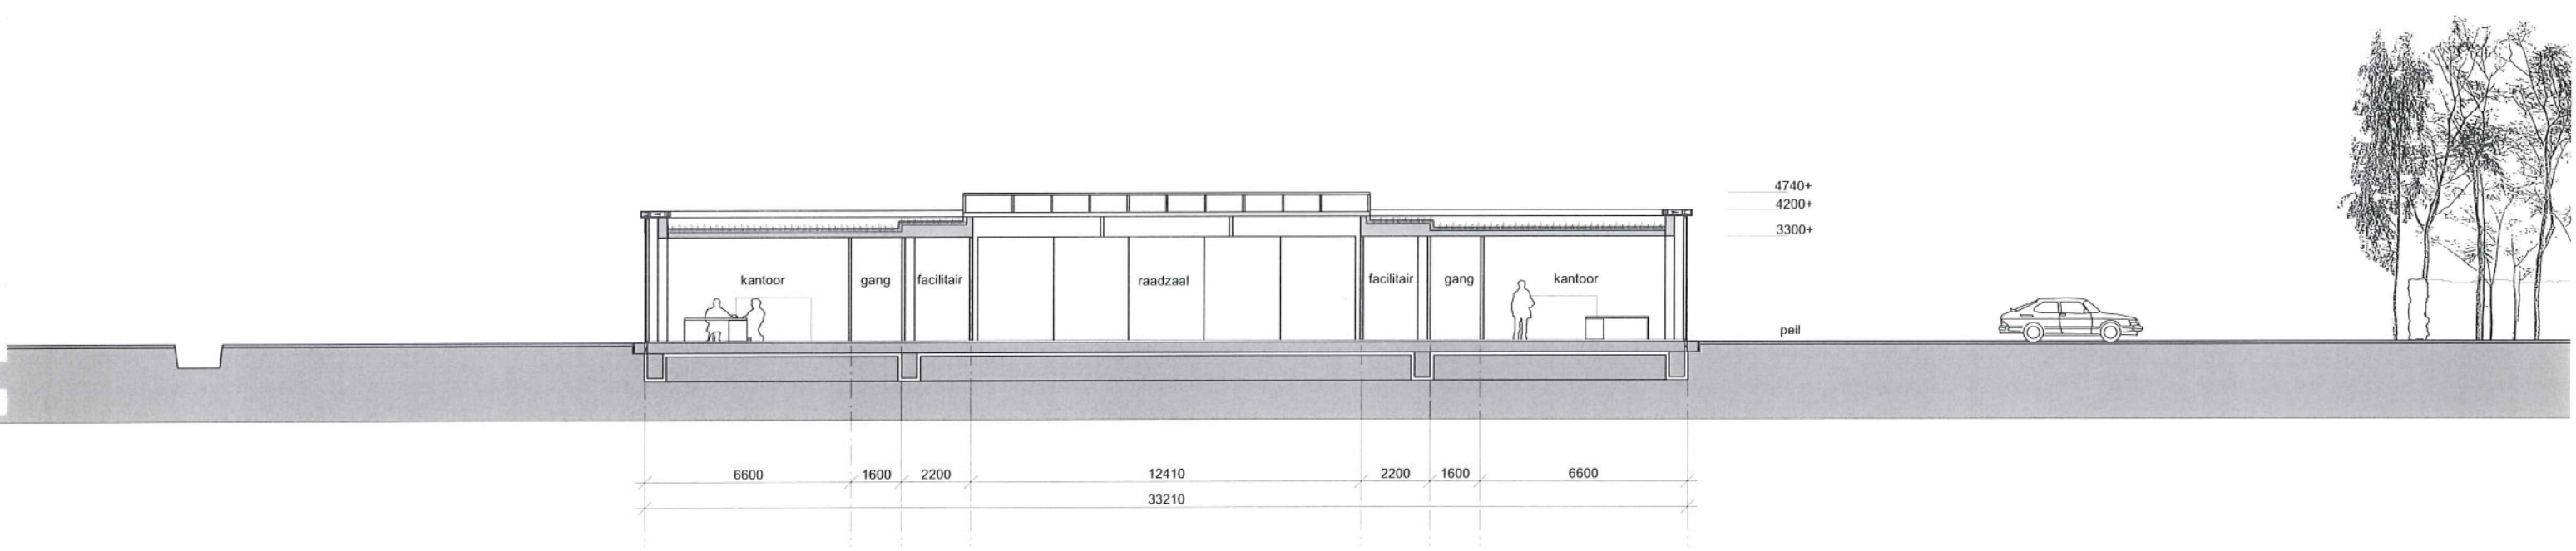 4740+
4200+
3300+
kantoor gang facilitair raadzaal facilitair gang kantoor
peil
6600 1600 2200 12410 2200 1600 6600
33210